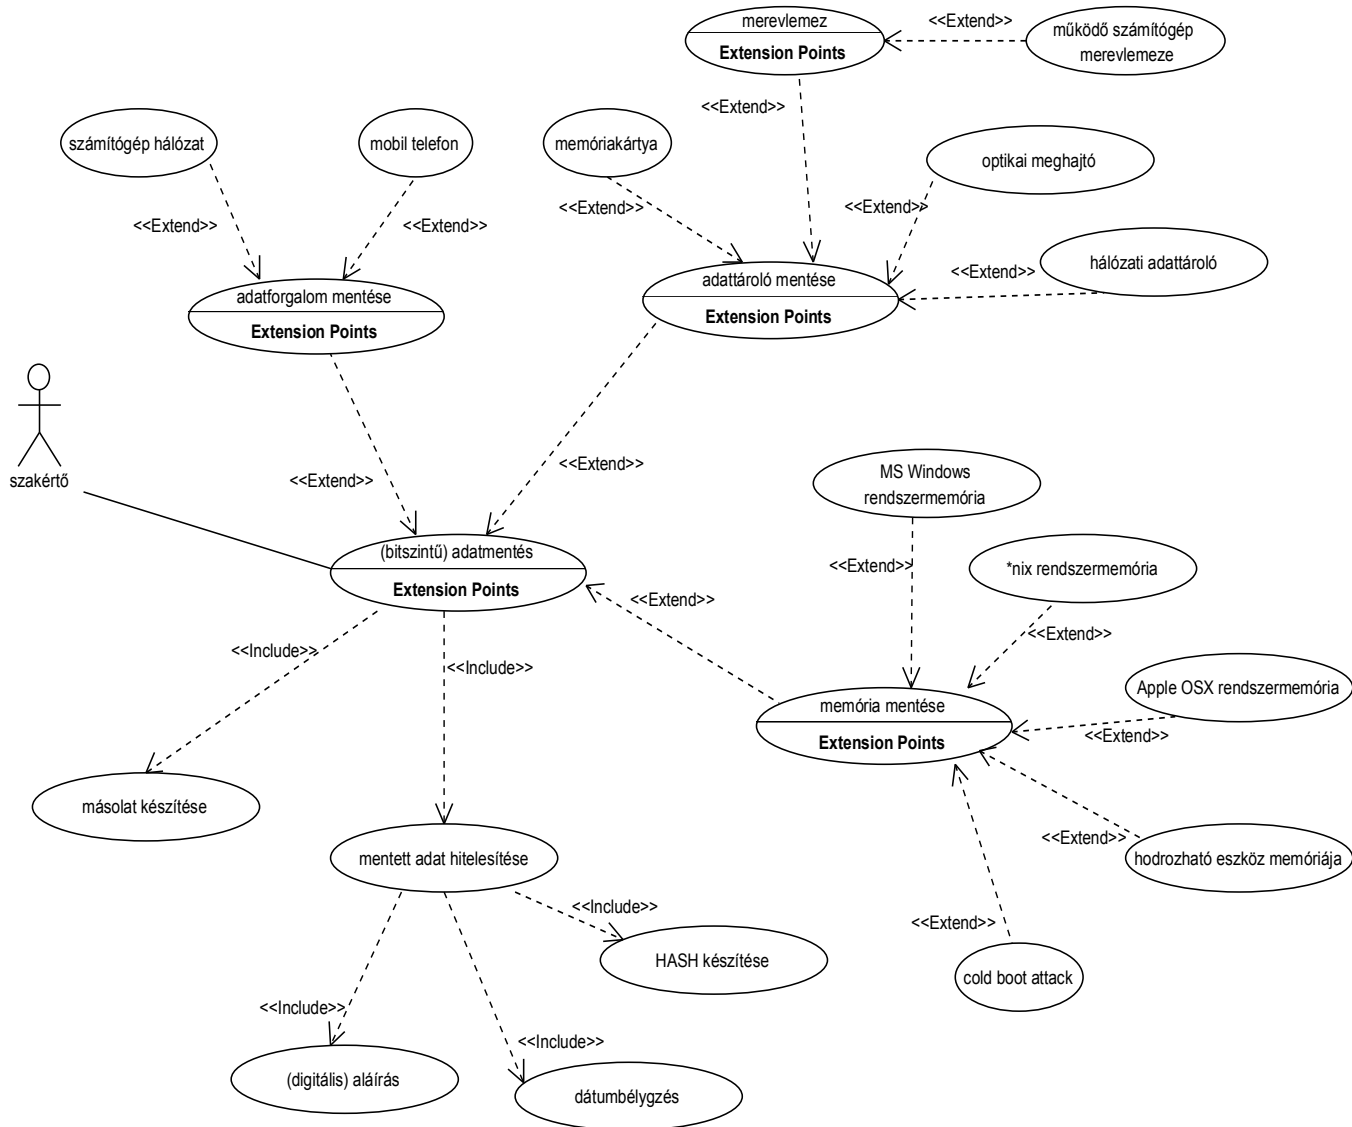 merevlemez
Extension Points
<<Extend>>
működő számítógép
merevlemeze
<<Extend>>
számítógép hálózat
mobil telefon
memóriakártya
optikai meghajtó
<<Extend>>
<<Extend>>
<<Extend>>
<<Extend>>
hálózati adattároló
<<Extend>>
adatforgalom mentése
Extension Points
adattároló mentése
Extension Points
szakértő
<<Extend>>
<<Extend>>
MS Windows
rendszermemória
(bitszintű) adatmentés
Extension Points
<<Extend>>
*nix rendszermemória
<<Extend>>
<<Extend>>
<<Include>>
<<Include>>
Apple OSX rendszermemória
memória mentése
Extension Points
<<Extend>>
másolat készítése
<<Extend>>
mentett adat hitelesítése
hodrozható eszköz memóriája
<<Include>>
<<Extend>>
HASH készítése
cold boot attack
<<Include>>
<<Include>>
(digitális) aláírás
dátumbélygzés